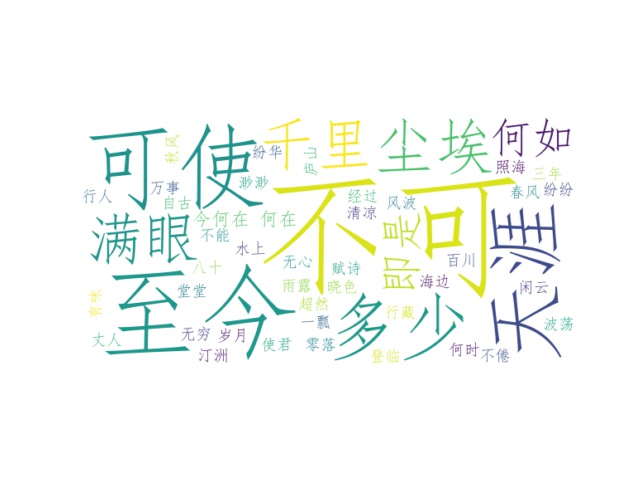 可使
千里
尘埃
何如
秋风
纷华
庐山
照海
渺渺
三年
行人
万事
自古
不可
经过
清凉
风波
即是
春风
纷纷
满眼
今何在
何在
不能
水上
天涯
无心
赋诗
百川
八十
至今
堂堂
雨露
晓色
海边
闲云
有味
超然
一瓢
多少
行藏
波荡
丈人
无穷
岁月
使君
零落
登临
何时
不倦
汀洲